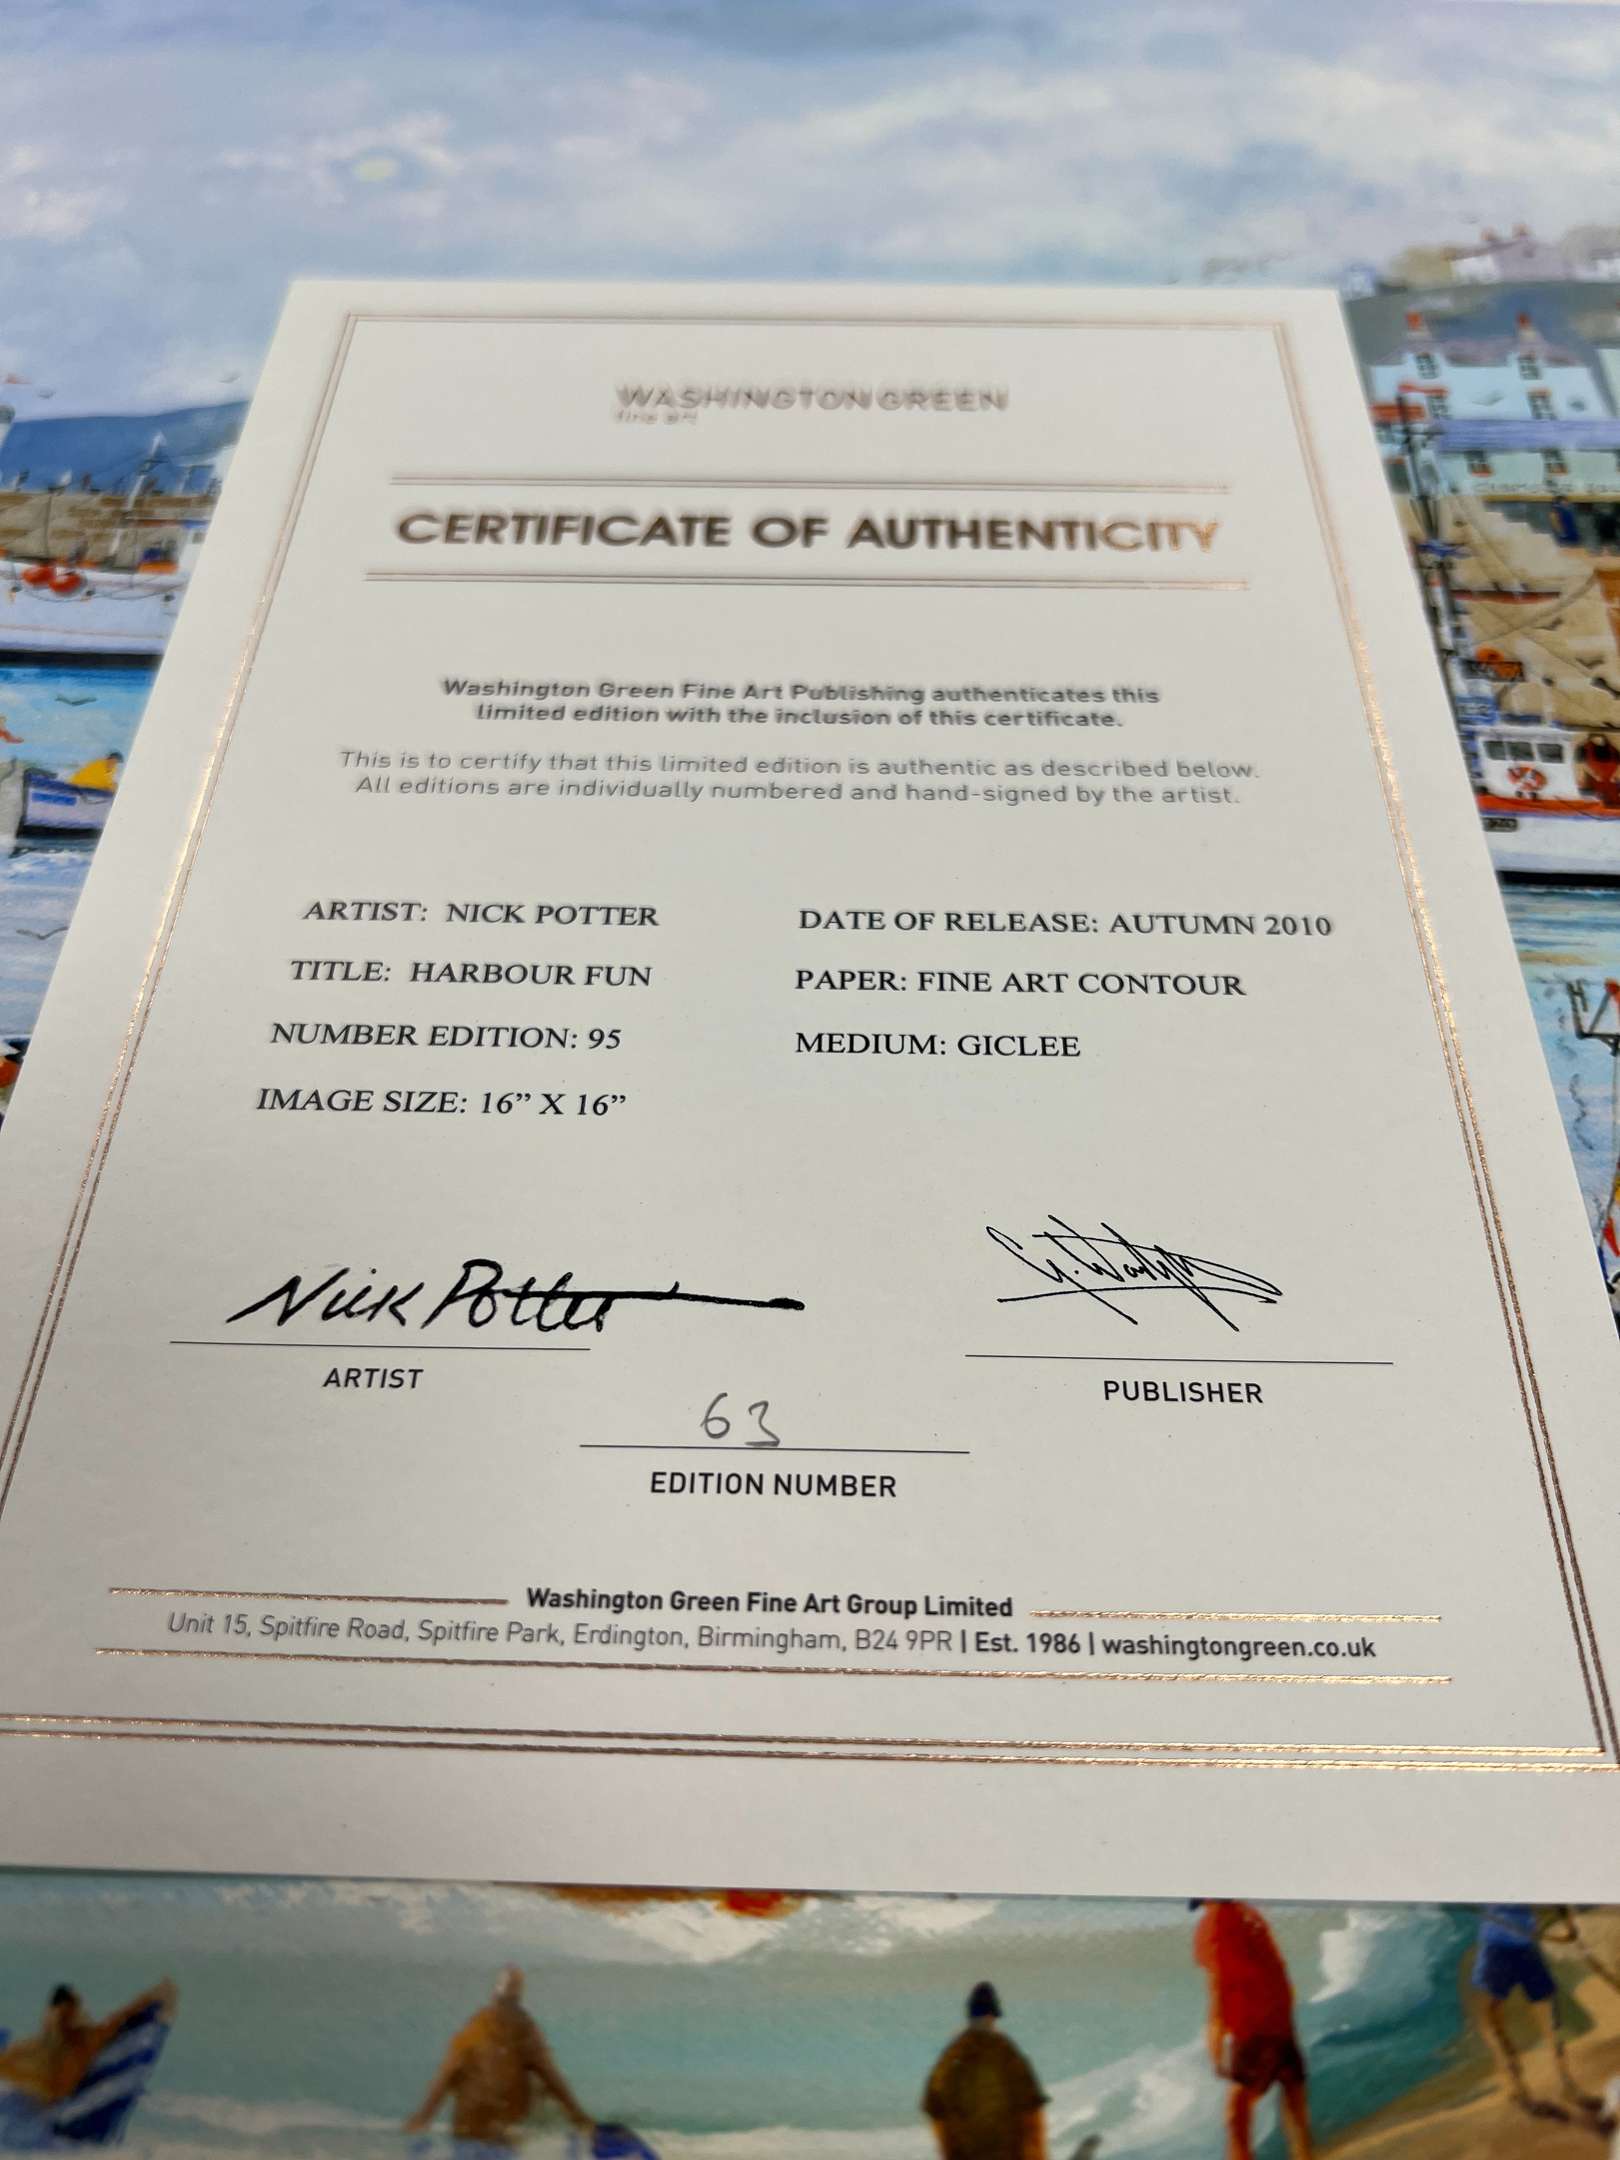 WASHINGTON GREEN
fine art
CERTIFICATE OF AUTHENTICITY
Washington Green Fine Art Publishing authenticates this
limited edition with the inclusion of this certificate.
This is to certify that this limited edition is authentic as described below.
All editions are individually numbered and hand-signed by the artist.
ARTIST: NICK POTTER
DATE OF RELEASE: AUTUMN 2010
TITLE: HARBOUR FUN
PAPER: FINE ART CONTOUR
NUMBER EDITION: 95
MEDIUM: GICLEE
IMAGE SIZE: 16” X 16”
Nick Potter
ARTIST
PUBLISHER
63
EDITION NUMBER
Washington Green Fine Art Group Limited
Unit 15, Spitfire Road, Spitfire Park, Erdington, Birmingham, B24 9PR | Est. 1986 | washingtongreen.co.uk